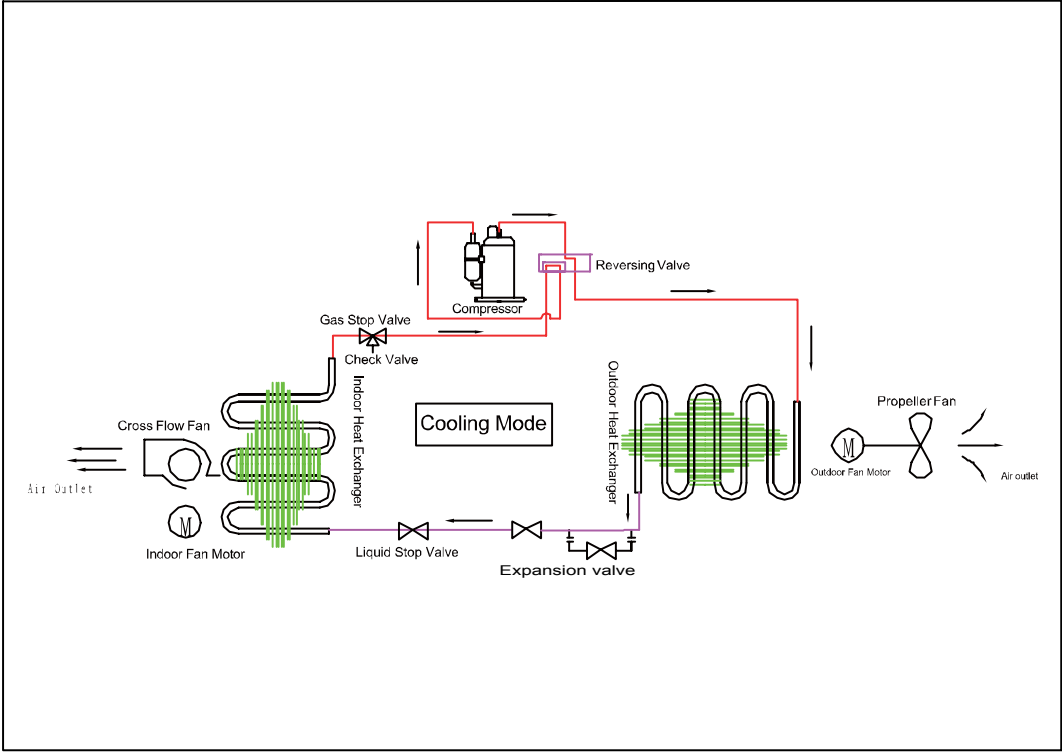 Reversing Valve
Compressor
Gas Stop Valve
Check Valve
Indoor Heat Exchanger
Outdoor Heat Exchanger
Cooling Mode
Propeller Fan
Cross Flow Fan
M
Outdoor Fan Motor
Air outlet
Air Outlet
M
Indoor Fan Motor
Liquid Stop Valve
Expansion valve